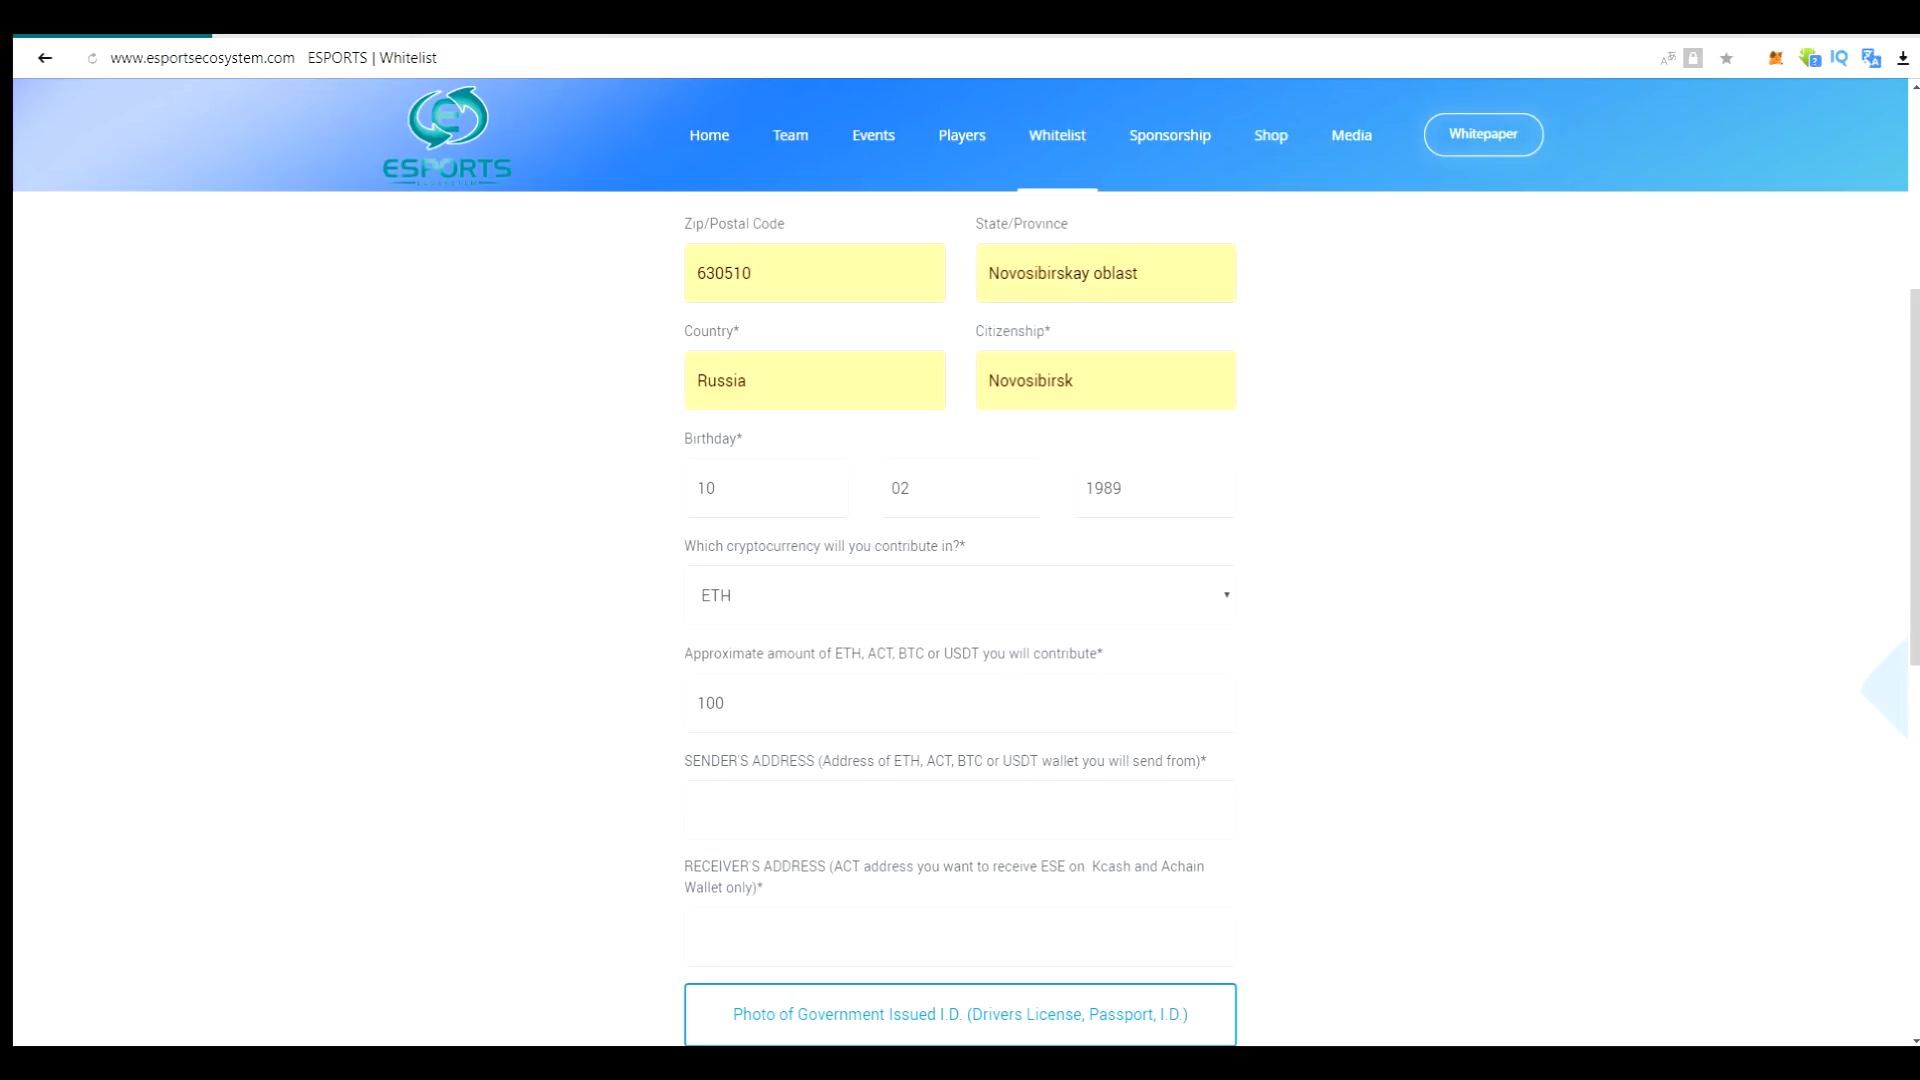 www.esportsecosystem.com ESPORTS | Whitelist
IQ
ESPORTS
Home Team Events Players Whitelist Sponsorship Shop Media Whitepaper
Zip/Postal Code State/Province
630510 Novosibirskay oblast
Country* Citizenship*
Russia Novosibirsk
Birthday*
10 02 1989
Which cryptocurrency will you contribute in?*
ETH
Approximate amount of ETH, ACT, BTC or USDT you will contribute*
100
SENDER'S ADDRESS (Address of ETH, ACT, BTC or USDT wallet you will send from)*
RECEIVER'S ADDRESS (ACT address you want to receive ESE on. Kcash and Achain
Wallet only)*
Photo of Government Issued I.D. (Drivers License, Passport, I.D.)